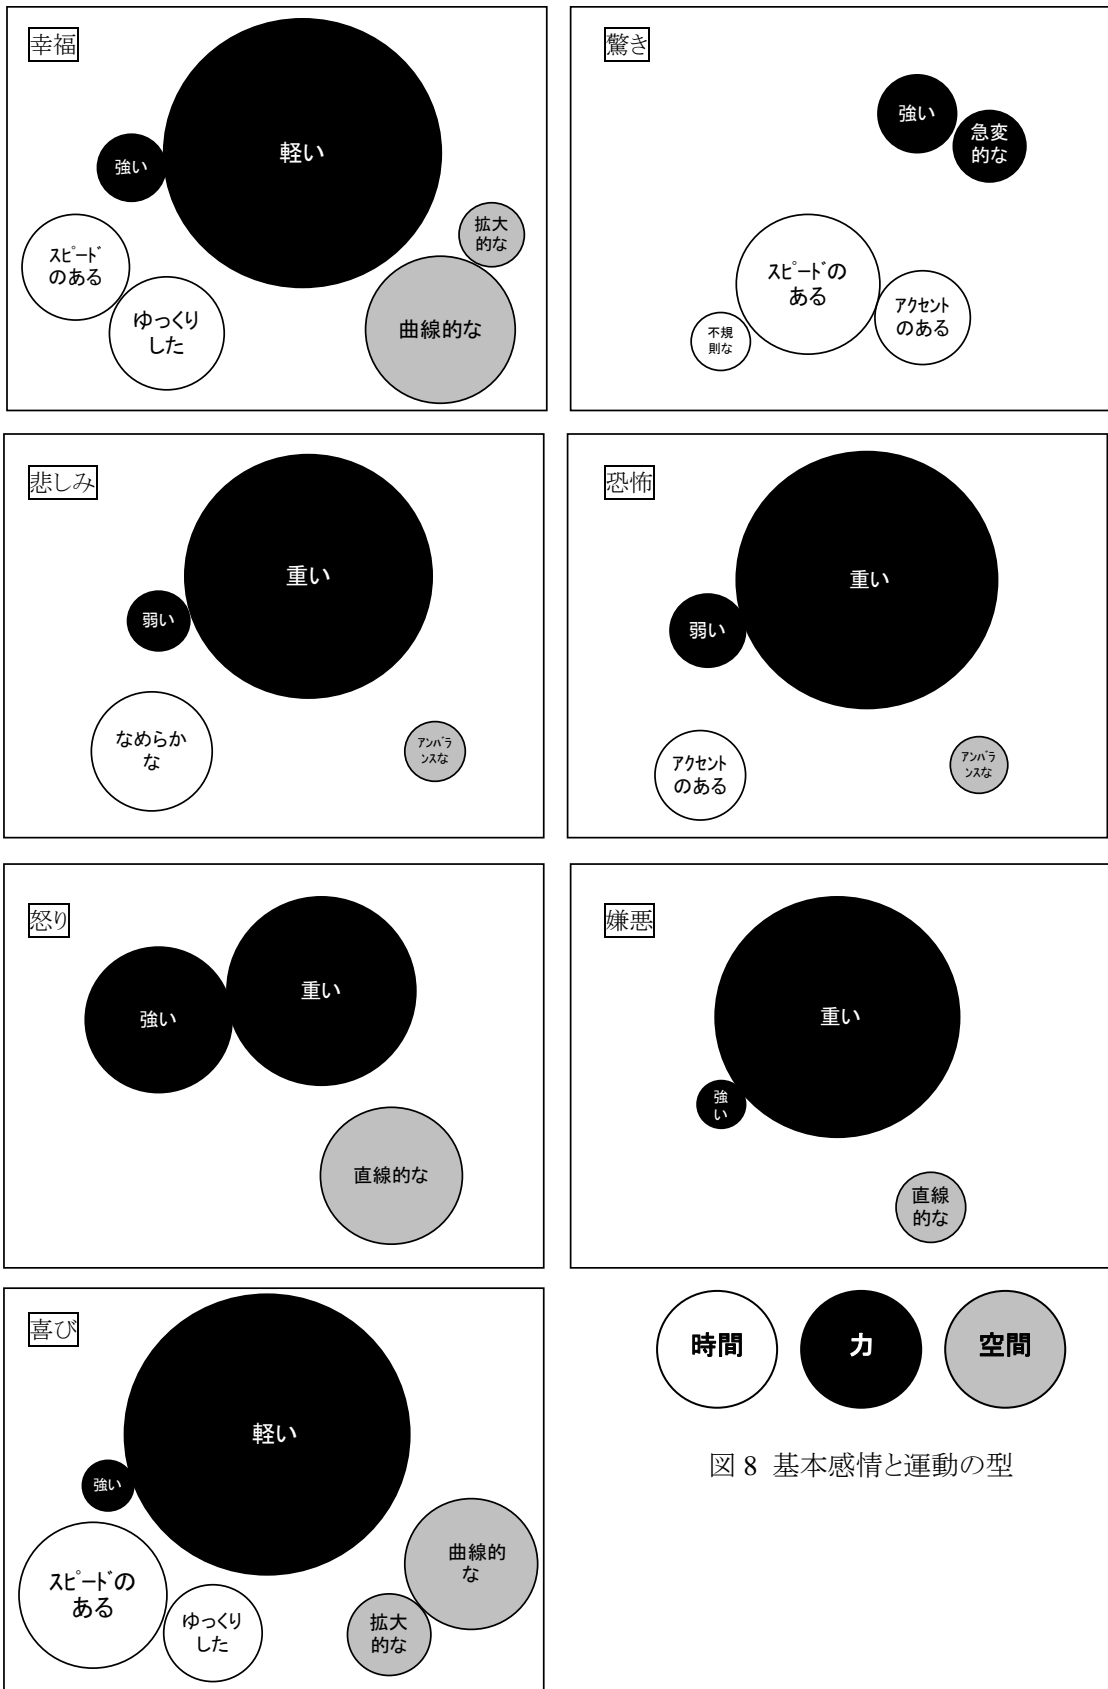 幸福
軽い
強い
スピード
のある
ゆっくり
した
拡大
的な
曲線的な
驚き
強い
急変
的な
スピードの
ある
アクセント
のある
不規
則な
悲しみ
重い
弱い
なめらか
な
アンバラ
ンスな
恐怖
重い
弱い
アクセント
のある
アンバラ
ンスな
怒り
重い
強い
直線的な
嫌悪
重い
強
い
直線
的な
喜び
軽い
強い
スピードの
ある
ゆっくり
した
曲線的
な
拡大
的な
時間
力
空間
図 8 基本感情と運動の型